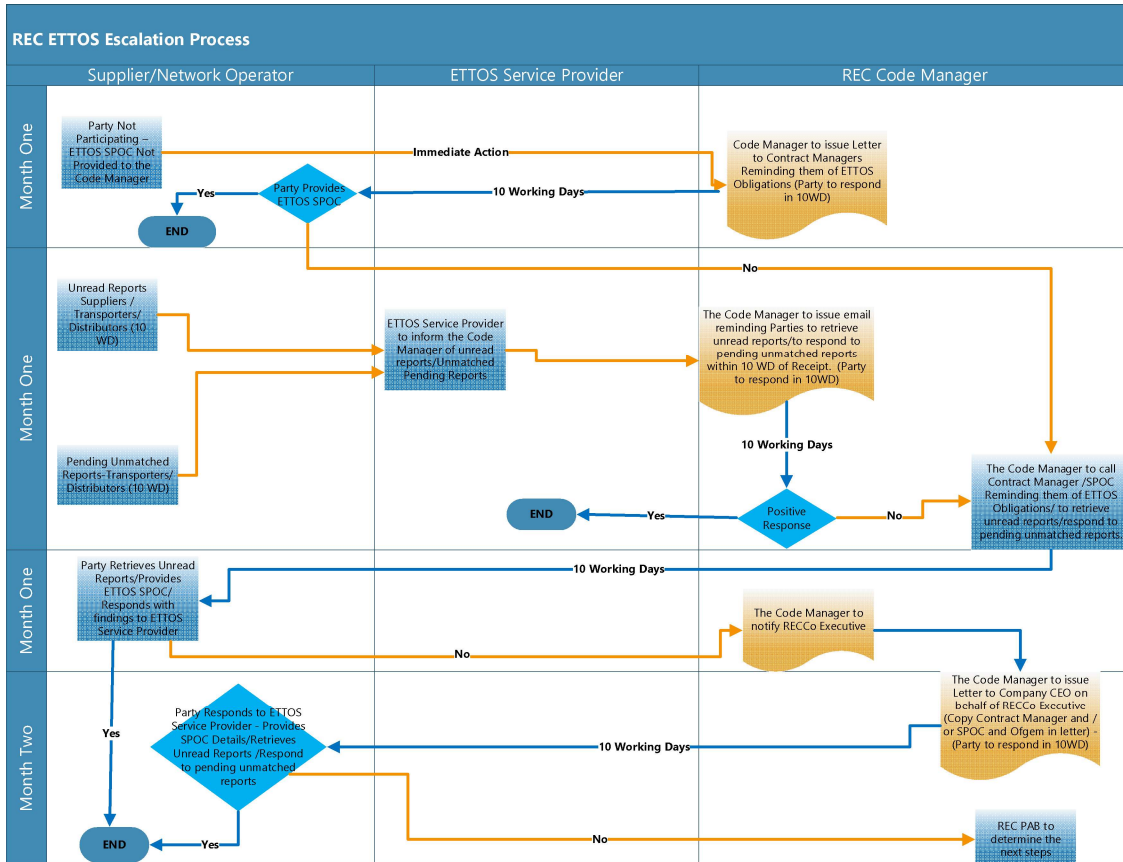 REC ETTOS Escalation Process
Supplier/Network Operator
ETTOS Service Provider
REC Code Manager
Month One
Party Not
Participating –
ETTOS SPOC Not
Provided to the
Code Manager
Immediate Action
Code Manager to issue Letter
to Contract Managers
Reminding them of ETTOS
Obligations (Party to respond
in 10WD)
10 Working Days
Party Provides
ETTOS SPOC
Yes
END
No
Month One
Unread Reports
Suppliers /
Transporters/
Distributors (10
WD)
ETTOS Service Provider
to inform the Code
Manager of unread
reports/Unmatched
Pending Reports
The Code Manager to issue email
reminding Parties to retrieve
unread reports/to respond to
pending unmatched reports
within 10 WD of Receipt. (Party
to respond in 10WD)
10 Working Days
Pending Unmatched
Reports-Transporters/
Distributors (10 WD)
Positive
Response
Yes
END
No
The Code Manager to call
Contract Manager /SPOC
Reminding them of ETTOS
Obligations/ to retrieve
unread reports/respond to
pending unmatched reports.
Month One
10 Working Days
Party Retrieves Unread
Reports/Provides
ETTOS SPOC/
Responds with
findings to ETTOS
Service Provider
No
The Code Manager to
notify RECCo Executive
Month Two
The Code Manager to issue
Letter to Company CEO on
behalf of RECCo Executive
(Copy Contract Manager and /
or SPOC and Ofgem in letter) -
(Party to respond in 10WD)
10 Working Days
Party Responds to ETTOS
Service Provider - Provides
SPOC Details/Retrieves
Unread Reports /Respond
to pending unmatched
reports
Yes
Yes
END
No
REC PAB to
determine the
next steps